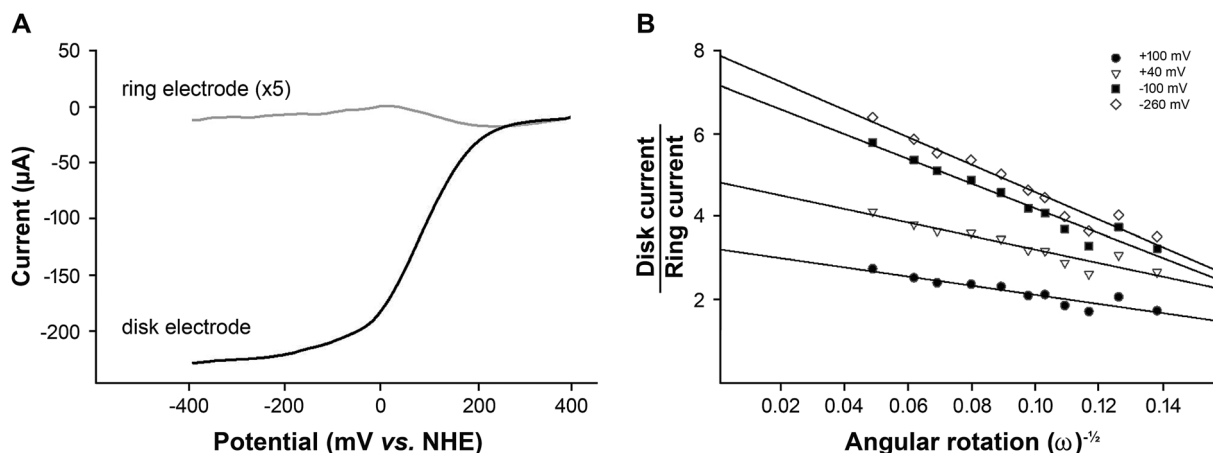 A
50
0
-50
-100
-150
-200
Current (µA)
ring electrode (x5)
disk electrode
-400
-200
0
200
400
Potential (mV vs. NHE)
B
8
6
4
2
Disk current
Ring current
+100 mV
+40 mV
-100 mV
-260 mV
0.02
0.04
0.06
0.08
0.10
0.12
0.14
Angular rotation (ω)-½